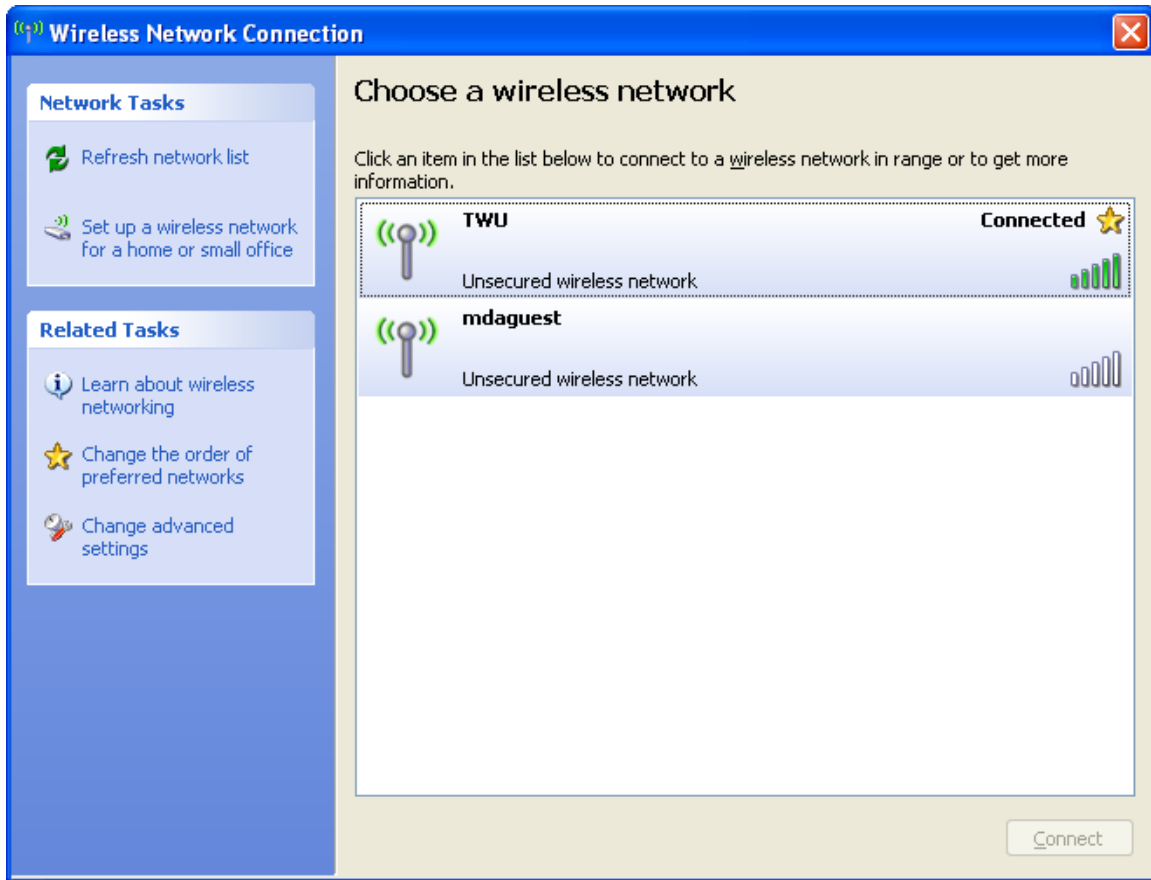 Wireless Network Connection
Network Tasks
Refresh network list
Set up a wireless network
for a home or small office
Related Tasks
Learn about wireless
networking
Change the order of
preferred networks
Change advanced
settings
Choose a wireless network
Click an item in the list below to connect to a wireless network in range or to get more
information.
TWU Connected
Unsecured wireless network
mdaguest
Unsecured wireless network
Connect